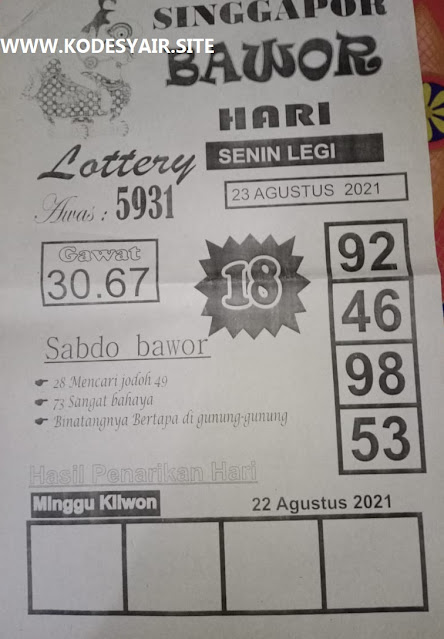 SINGGAPOR
WWW.KODESYAIR.SITE
BAWOR
HARI
Lottery
SENIN LEGI
23 AGUSTUS 2021
Awas : 5931
Gawat
30.67
18
92
46
98
53
Sabdo bawor
28 Mencari jodoh 49
73 Sangat bahaya
Binatangnya Bertapa di gunung-gunung
Hasil Penarikan Hari
Minggu Kliwon
22 Agustus 2021